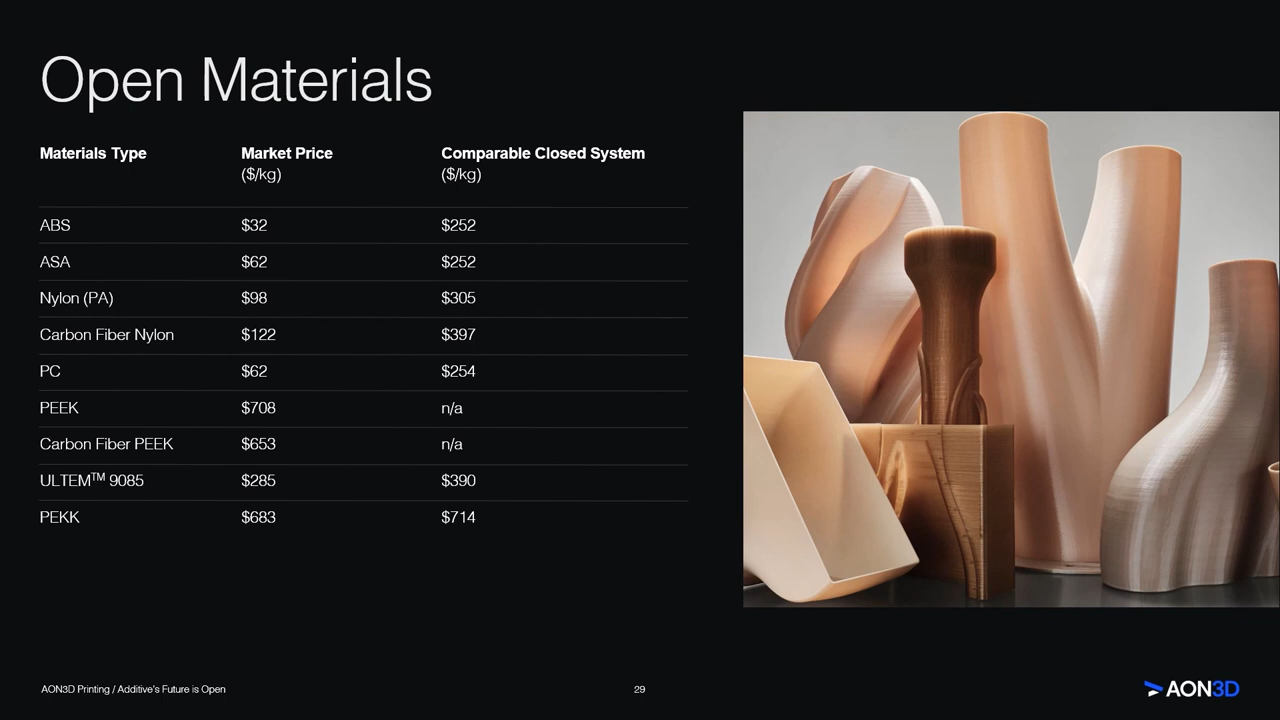 Open Materials
Materials Type Market Price Comparable Closed System
($/kg) ($/kg)
ABS $32 $252
ASA $62 $252
Nylon (PA) $98 $305
Carbon Fiber Nylon $122 $397
PC $62 $254
PEEK $708 n/a
Carbon Fiber PEEK $653 n/a
ULTEM™ 9085 $285 $390
PEKK $683 $714
AON3D Printing / Additive's Future is Open 29 AON3D